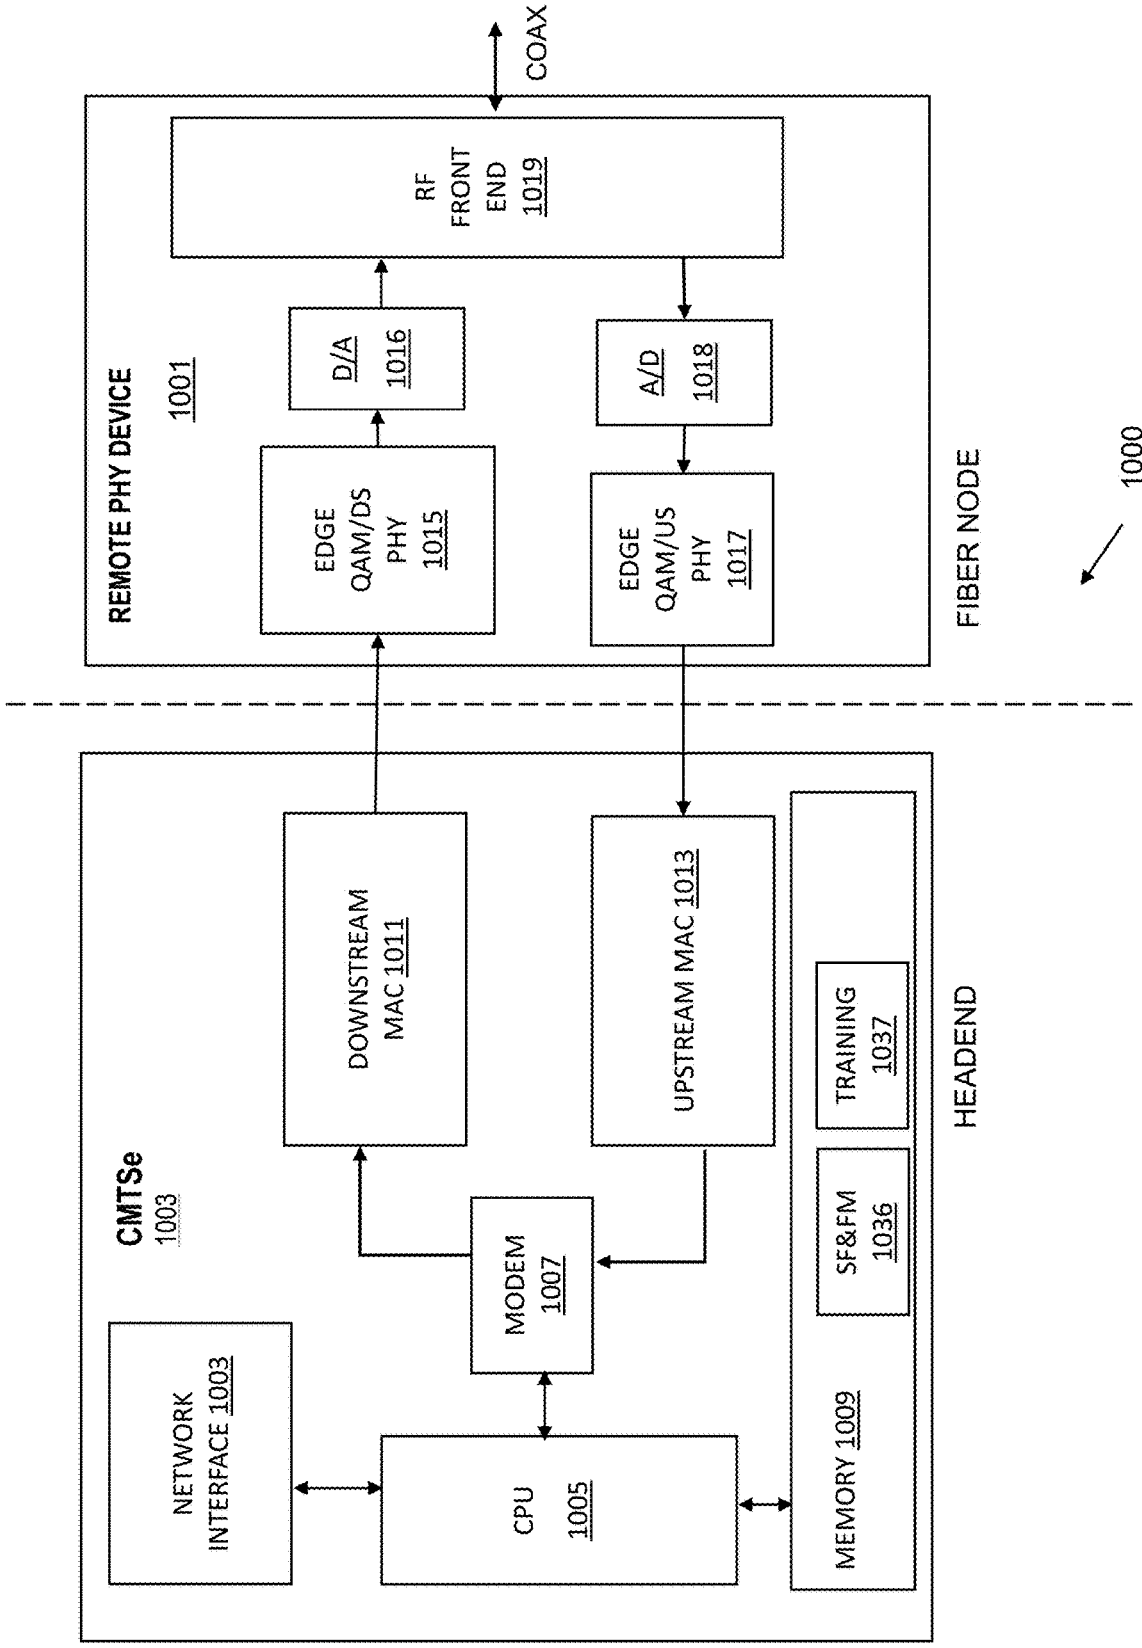 CMTSe
1003
NETWORK
INTERFACE 1003
CPU
1005
MODEM
1007
DOWNSTREAM
MAC 1011
UPSTREAM MAC 1013
MEMORY 1009
SF&FM
1036
TRAINING
1037
HEADEND
REMOTE PHY DEVICE
1001
EDGE
QAM/DS
PHY
1015
D/A
1016
EDGE
QAM/US
PHY
1017
A/D
1018
RF
FRONT
END
1019
COAX
FIBER NODE
1000